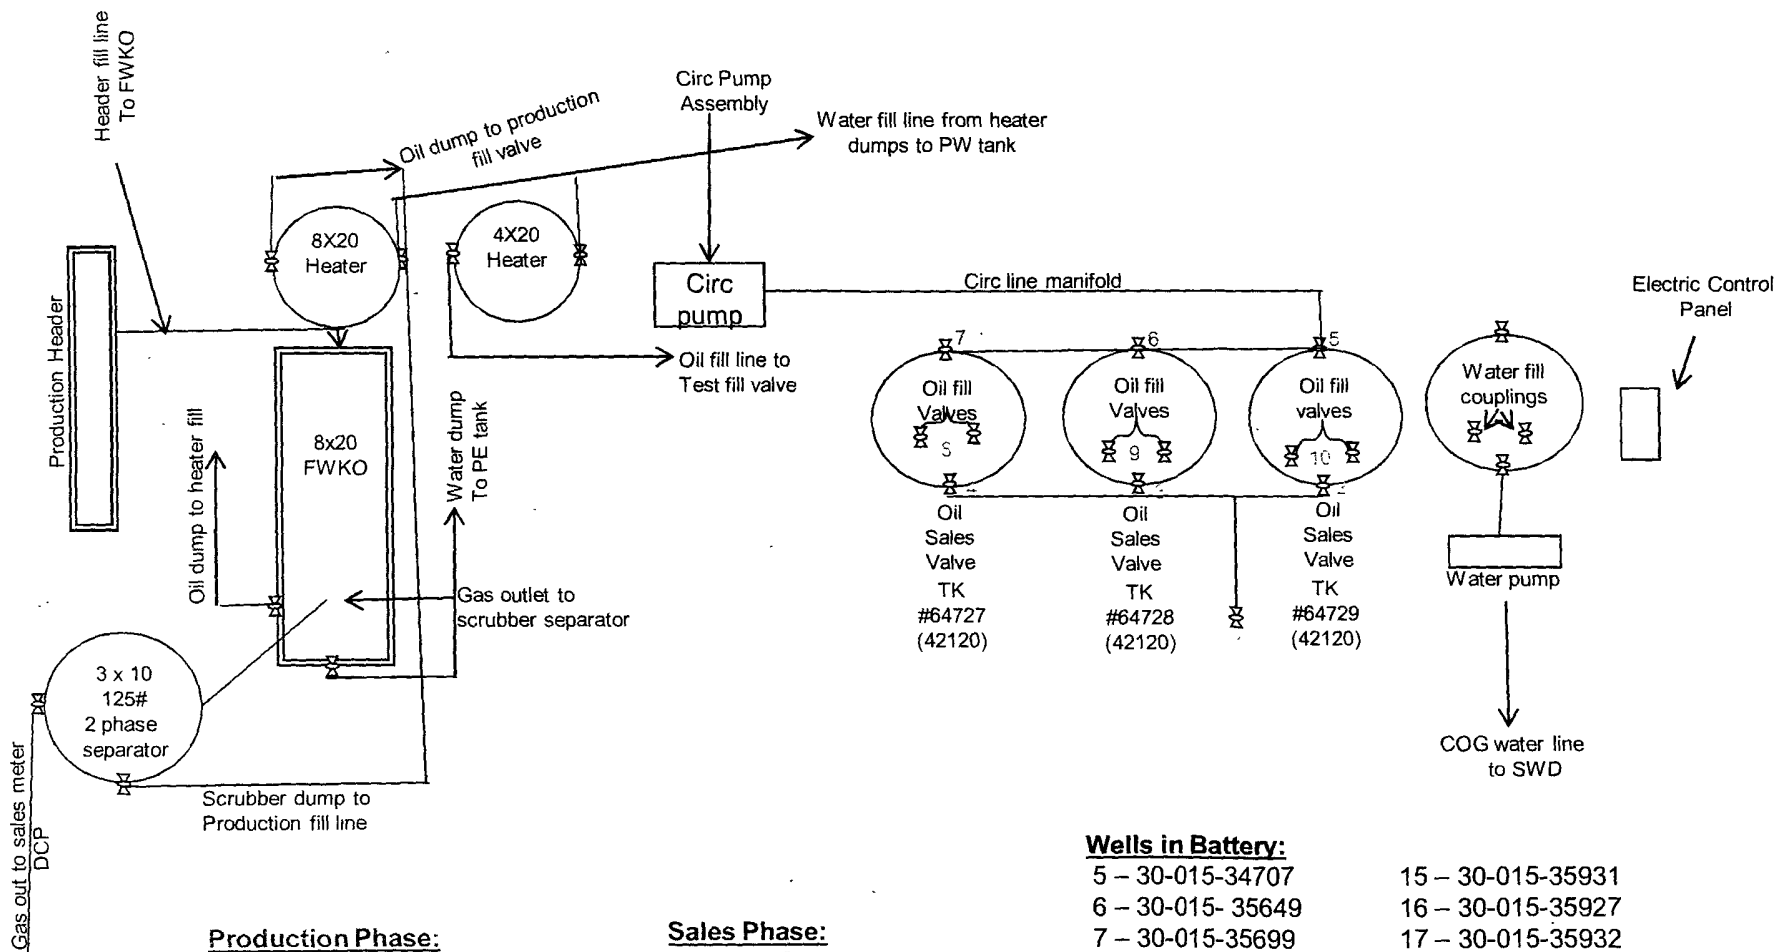 Header fill line
To FWKO
Circ Pump
Assembly
Oil dump to production
fill valve
Water fill line from heater
dumps to PW tank
8X20
Heater
4X20
Heater
Circ
pump
Circ line manifold
Electric Control
Panel
Production Header
Oil fill line to
Test fill valve
7
6
5
Oil fill
Valves
Oil fill
Valves
9
Oil fill
valves
10
Water fill
couplings
8x20
FWKO
Oil dump to heater fill
Water dump
To PE tank
Oil
Sales
Valve
TK
#64727
(42120)
Oil
Sales
Valve
TK
#64728
(42120)
Oil
Sales
Valve
TK
#64729
(42120)
Water pump
Gas outlet to
scrubber separator
3 x 10
125#
2 phase
separator
COG water line
to SWD
Gas out to sales meter
DCP
Scrubber dump to
Production fill line
Production Phase:
Sales Phase:
Wells in Battery:
5 – 30-015-34707
6 – 30-015- 35649
7 – 30-015-35699
15 – 30-015-35931
16 – 30-015-35927
17 – 30-015-35932